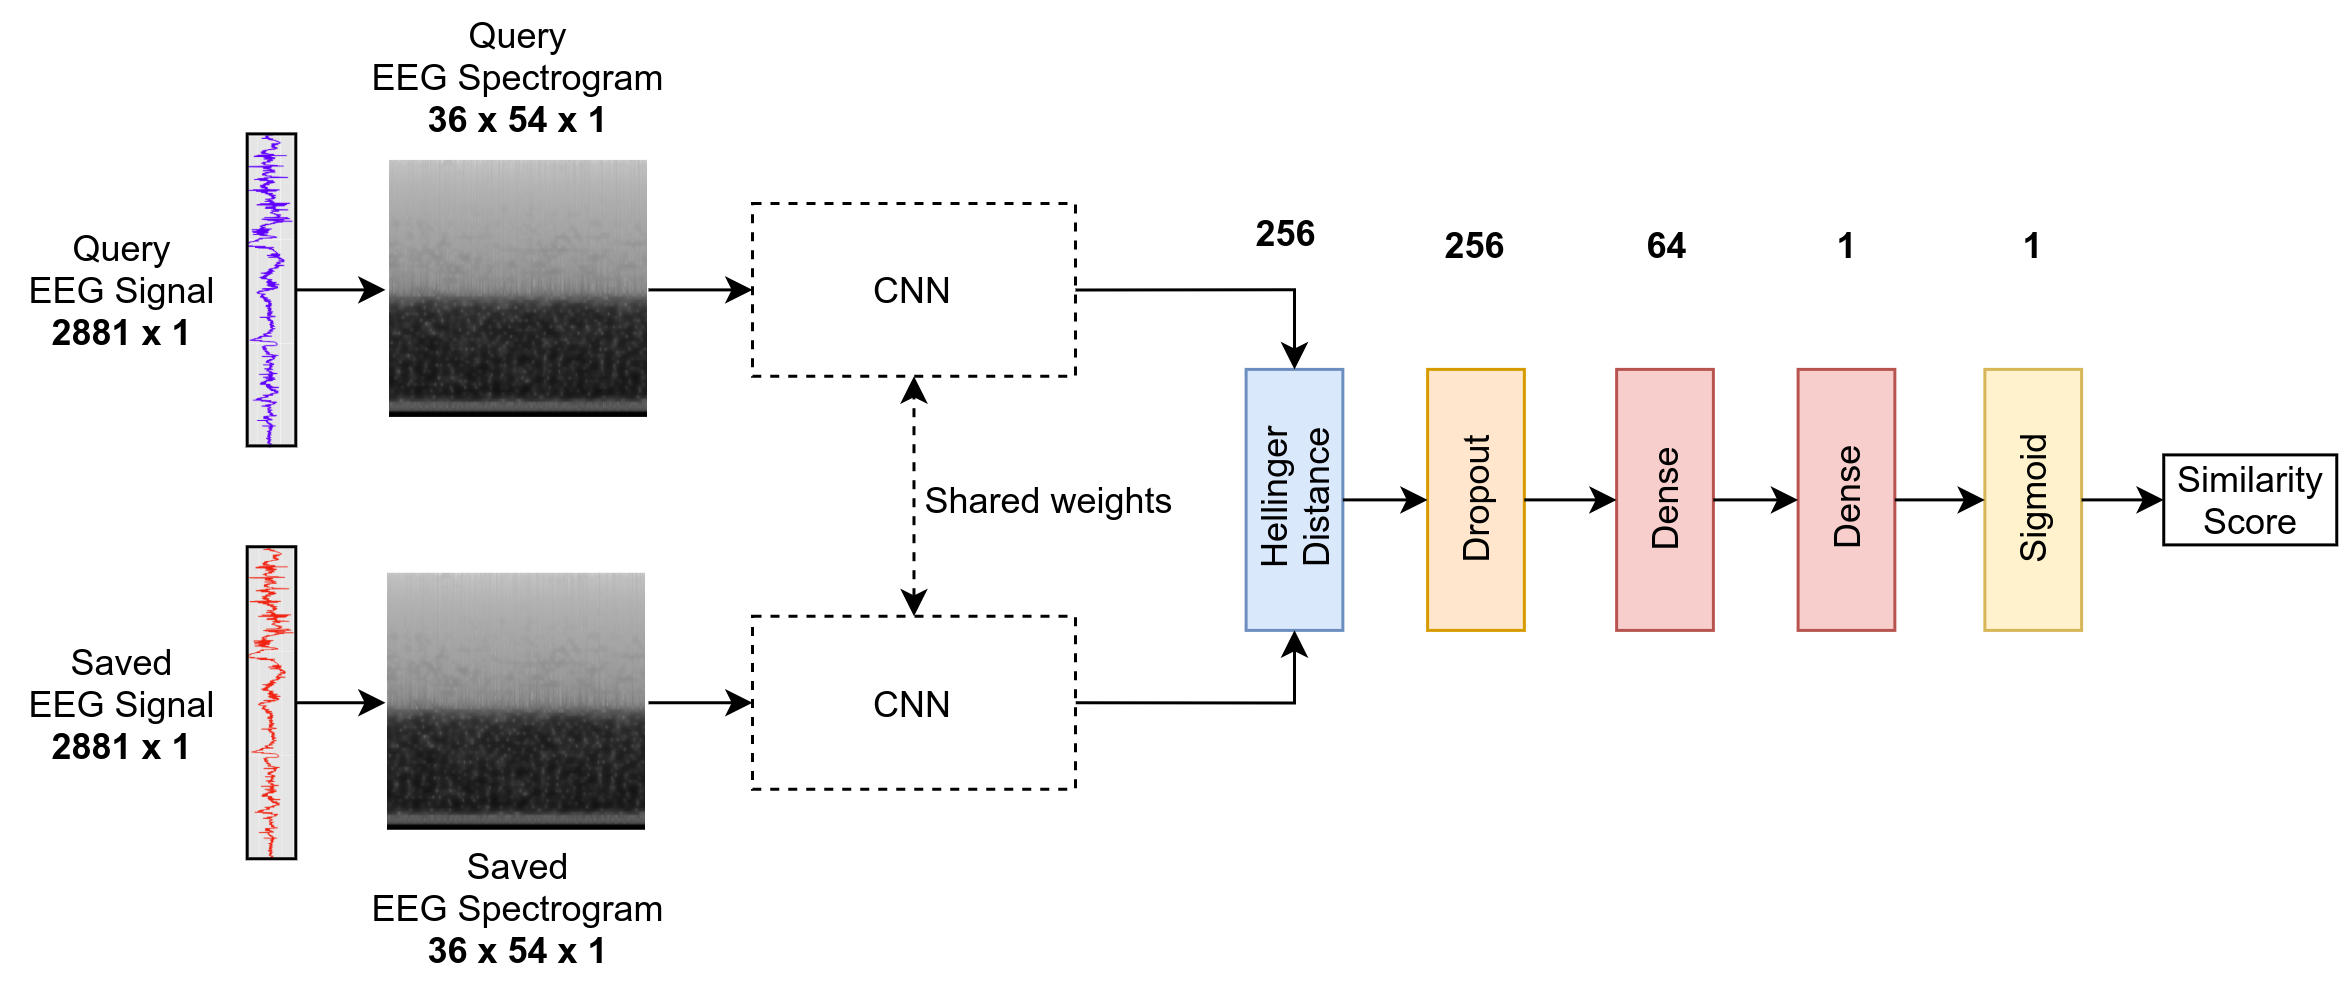 Query
EEG Spectrogram
36 x 54 x 1
Query
EEG Signal
2881 x 1
CNN
256
256
64
1
1
Shared weights
Hellinger
Distance
Dropout
Dense
Dense
Sigmoid
Similarity
Score
Saved
EEG Signal
2881 x 1
CNN
Saved
EEG Spectrogram
36 x 54 x 1